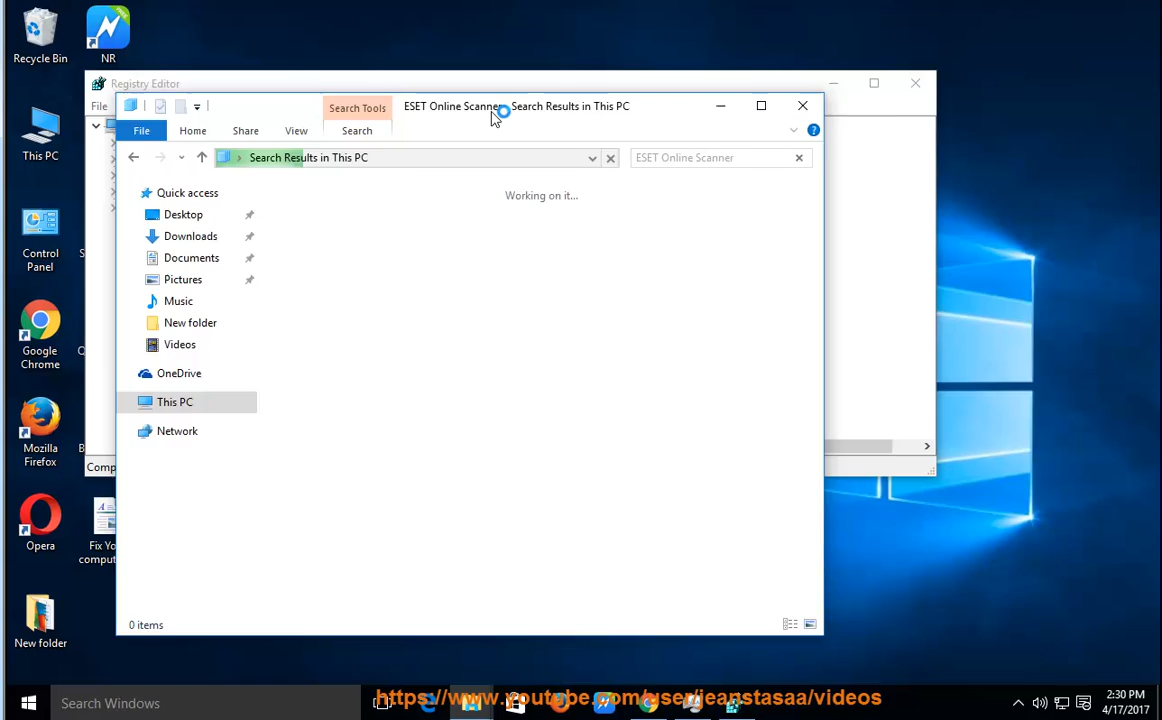 Recycle Bin
NR
This PC
Control
Panel
Google
Chrome
Mozilla
Firefox
Opera
Fix Yo
comput
New folder
Registry Editor
File
Comp
Search Tools
ESET Online Scanner - Search Results in This PC
File
Home
Share
View
Search
Search Results in This PC
ESET Online Scanner
Quick access
Desktop
Downloads
Documents
Pictures
Music
New folder
Videos
OneDrive
This PC
Network
Working on it...
0 items
Search Windows
https://www.youtube.com/user/jeanstasaa/videos
2:30 PM
4/17/2017